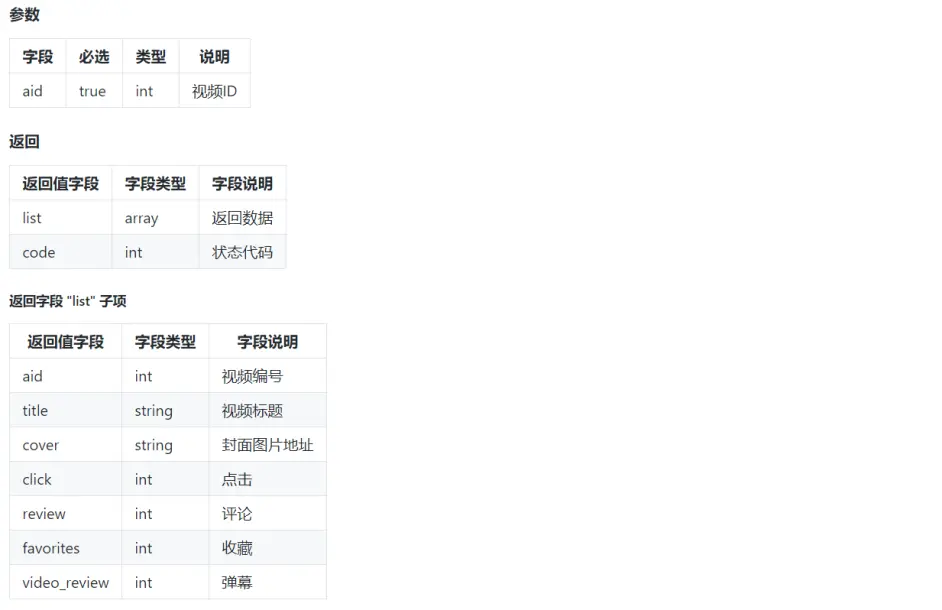 参数
字段 必选 类型 说明
aid true int 视频ID
返回
返回值字段 字段类型 字段说明
list array 返回数据
code int 状态代码
返回字段 "list" 子项
返回值字段 字段类型 字段说明
aid int 视频编号
title string 视频标题
cover string 封面图片地址
click int 点击
review int 评论
favorites int 收藏
video_review int 弹幕